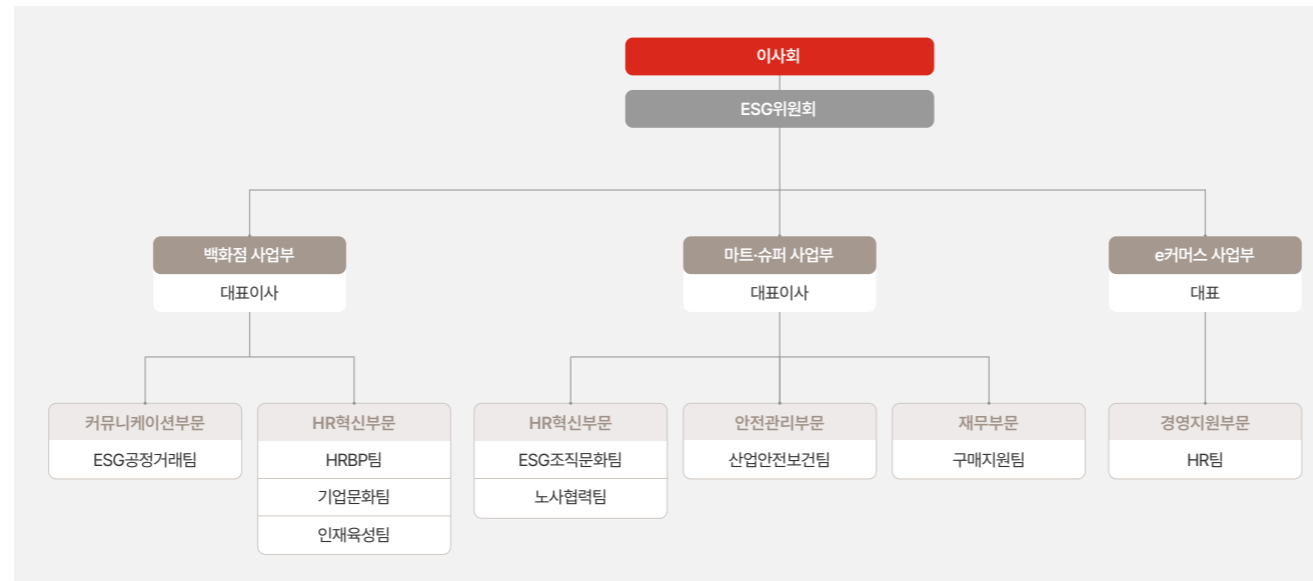 이사회
ESG위원회
백화점 사업부
대표이사
마트·슈퍼 사업부
대표이사
e커머스 사업부
대표
커뮤니케이션부문
ESG공정거래팀
HR혁신부문
HRBP팀
기업문화팀
인재육성팀
HR혁신부문
ESG조직문화팀
노사협력팀
안전관리부문
산업안전보건팀
재무부문
구매지원팀
경영지원부문
HR팀